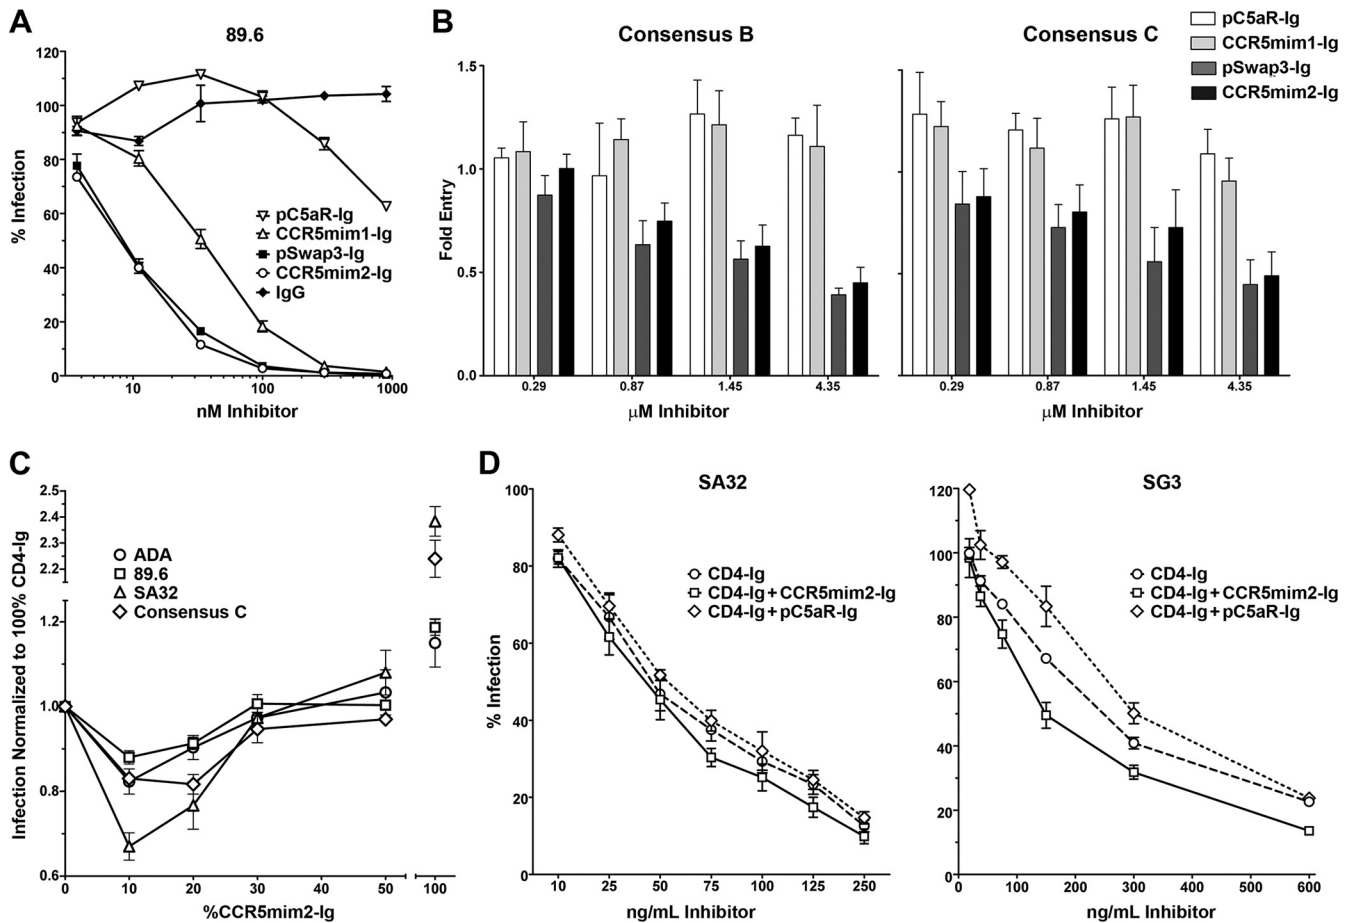 A
89.6
120
100
80
60
40
20
0
% Infection
10
100
1000
nM Inhibitor
pC5aR-Ig
CCR5mim1-Ig
pSwap3-Ig
CCR5mim2-Ig
IgG
B
Consensus B
1.5
1.0
0.5
0.0
Fold Entry
0.29
0.87
1.45
4.35
µM Inhibitor
Consensus C
0.29
0.87
1.45
4.35
µM Inhibitor
pC5aR-Ig
CCR5mim1-Ig
pSwap3-Ig
CCR5mim2-Ig
C
2.5
2.4
2.3
2.2
1.2
1.0
0.8
0.6
Infection Normalized to 100% CD4-Ig
ADA
89.6
SA32
Consensus C
0
10
20
30
40
50
100
%CCR5mim2-Ig
D
SA32
100
80
60
40
20
0
% Infection
CD4-Ig
CD4-Ig+CCR5mim2-Ig
CD4-Ig+pC5aR-Ig
10
25
50
75
100
125
250
ng/mL Inhibitor
SG3
120
100
80
60
40
20
0
CD4-Ig
CD4-Ig+CCR5mim2-Ig
CD4-Ig+pC5aR-Ig
0
100
200
300
400
500
600
ng/mL Inhibitor